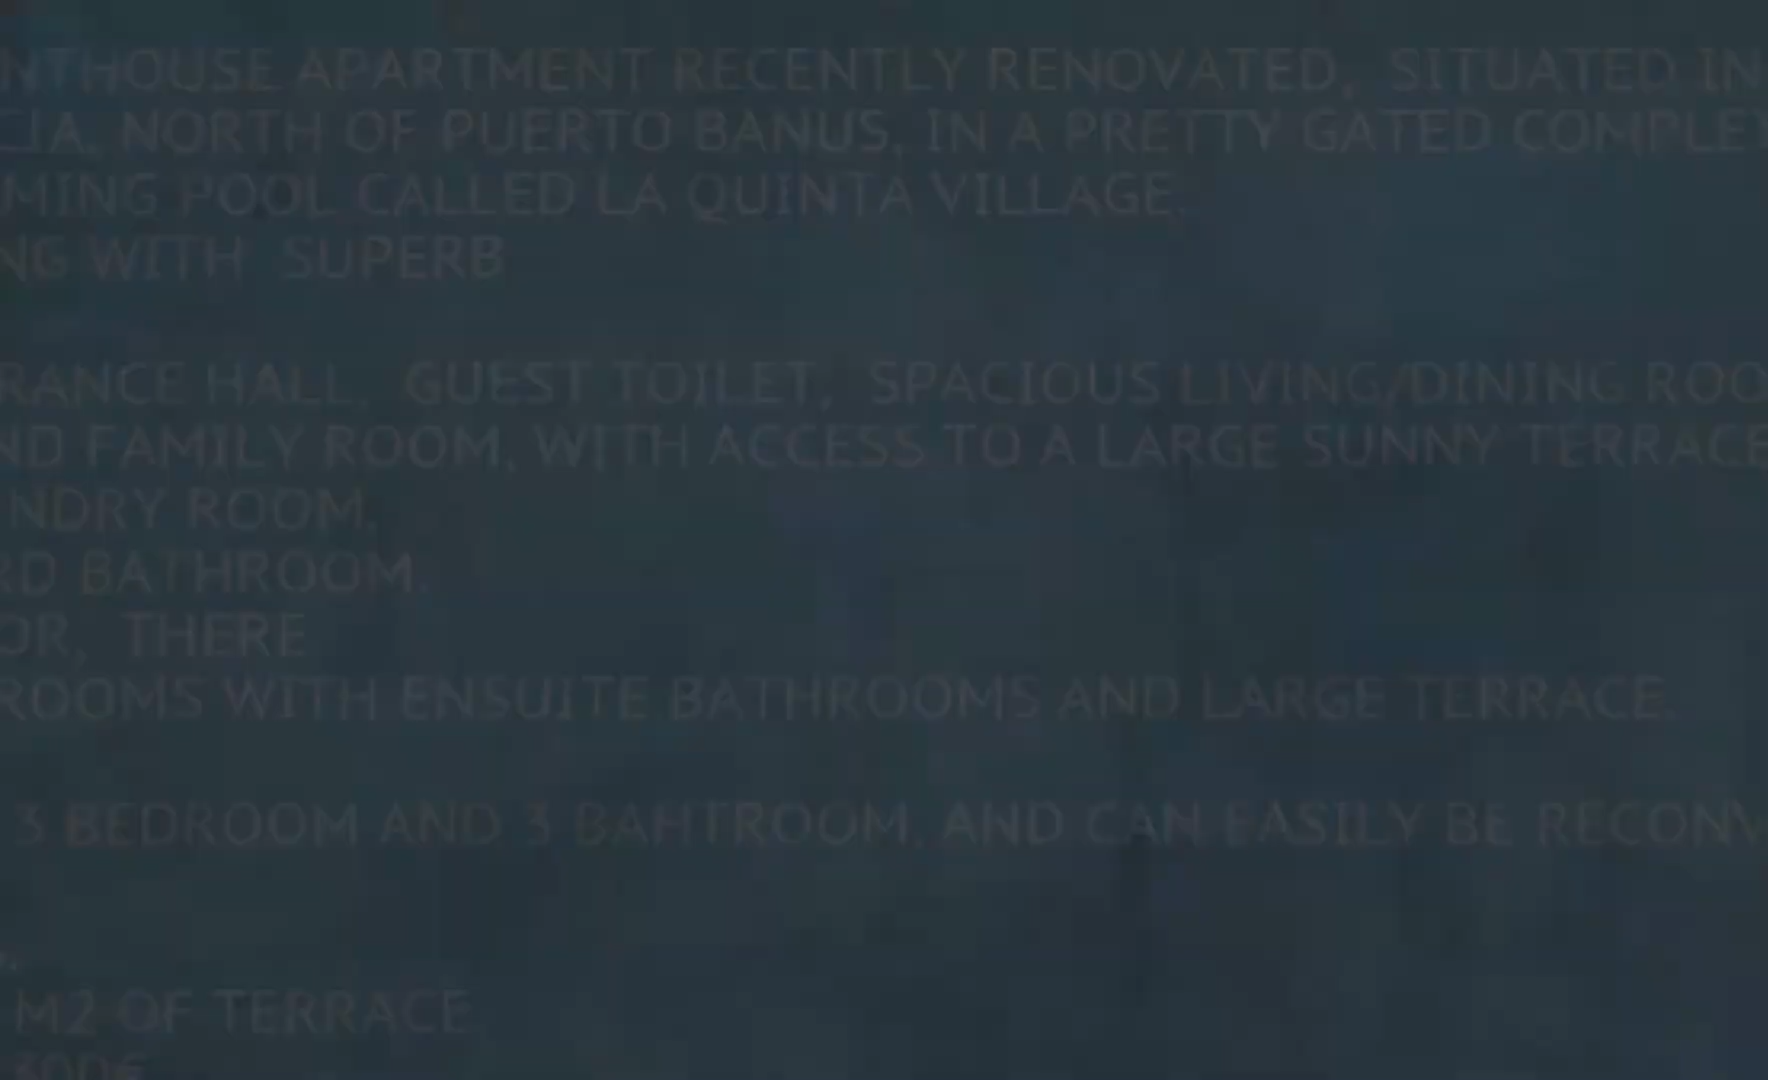 NTHOUSE APARTMENT RECENTLY RENOVATED, SITUATED IN
CIA, NORTH OF PUERTO BANUS, IN A PRETTY GATED COMPLE
MING POOL CALLED LA QUINTA VILLAGE.
NG WITH SUPERB
RANCE HALL, GUEST TOILET, SPACIOUS LIVING/DINING ROO
ND FAMILY ROOM, WITH ACCESS TO A LARGE SUNNY TERRACE
NDRY ROOM.
RD BATHROOM.
OR, THERE
ROOMS WITH ENSUITE BATHROOMS AND LARGE TERRACE.
3 BEDROOM AND 3 BAHTROOM, AND CAN EASILY BE RECONV
M2 OF TERRACE
300€